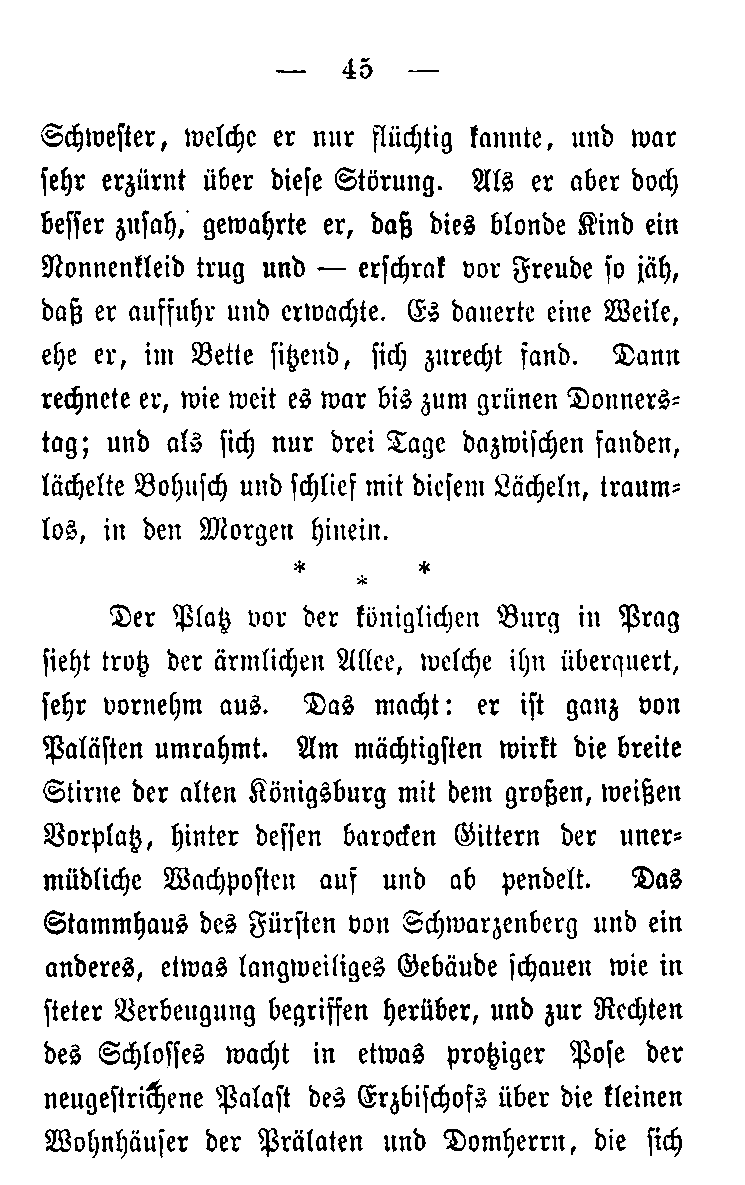 — 45 —
Schwester, welche er nur flüchtig kannte, und war
sehr erzürnt über diese Störung. Als er aber doch
besser zusah, gewahrte er, daß dies blonde Kind ein
Nonnenkleid trug und — erschrak vor Freude so jäh,
daß er auffuhr und erwachte. Es dauerte eine Weile,
ehe er, im Bette sitzend, sich zurecht fand. Dann
rechnete er, wie weit es war bis zum grünen Donners-
tag; und als sich nur drei Tage dazwischen fanden,
lächelte Bohusch und schlief mit diesem Lächeln, traum-
los, in den Morgen hinein.
* * *
Der Platz vor der königlichen Burg in Prag
sieht trotz der ärmlichen Allee, welche ihn überquert,
sehr vornehm aus. Das macht: er ist ganz von
Palästen umrahmt. Am mächtigsten wirkt die breite
Stirne der alten Königsburg mit dem großen, weißen
Vorplatz, hinter dessen barocken Gittern der uner-
müdliche Wachposten auf und ab pendelt. Das
Stammhaus des Fürsten von Schwarzenberg und ein
anderes, etwas langweiliges Gebäude schauen wie in
steter Verbeugung begriffen herüber, und zur Rechten
des Schlosses wacht in etwas protziger Pose der
neugestrichene Palast des Erzbischofs über die kleinen
Wohnhäuser der Prälaten und Domherrn, die sich